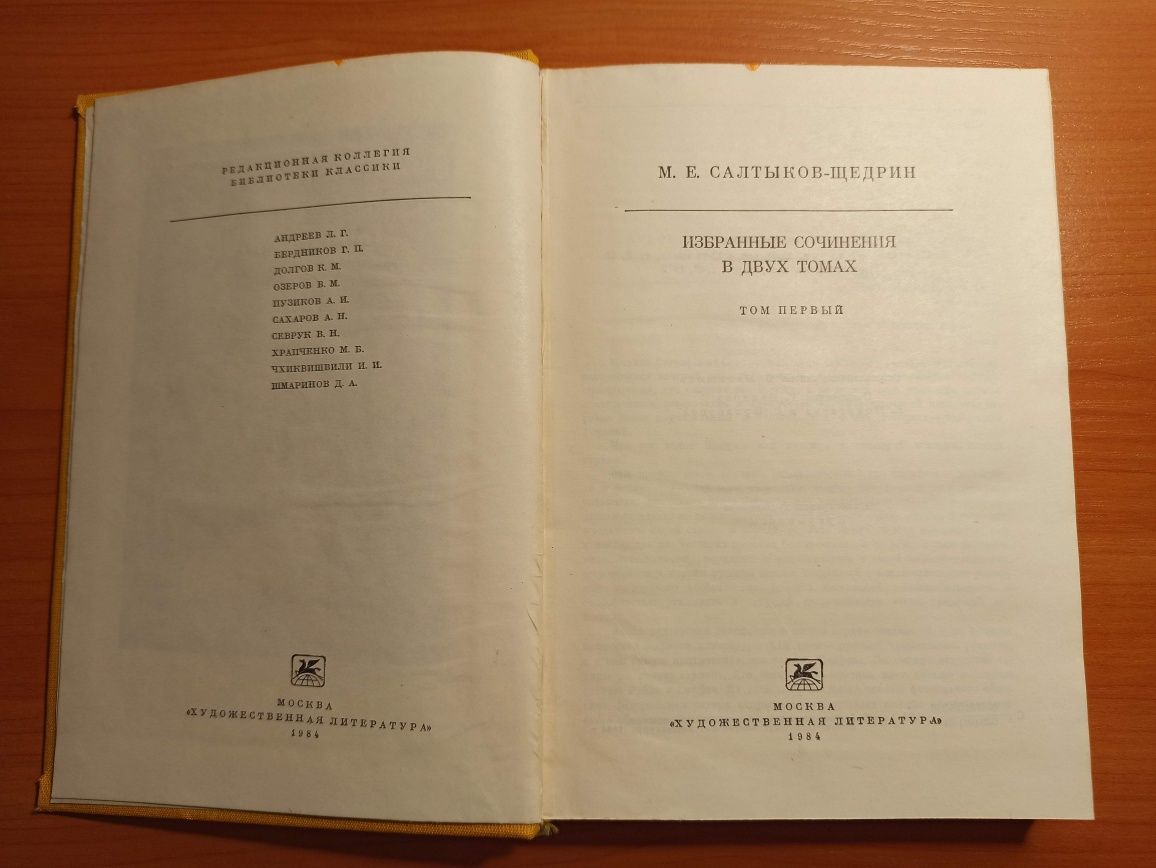 РЕДАКЦИОННАЯ КОЛЛЕГИЯ
БИБЛИОТЕКИ КЛАССИКИ
АНДРЕЕВ Л. Г.
БЕРДНИКОВ Г. П.
ДОЛГОВ К. М.
ОЗЕРОВ В. М.
ПУЗИКОВ А. И.
САХАРОВ А. Н.
СЕВРУК В. Н.
ХРАПЧЕНКО М. Б.
ЧХИКВИШВИЛИ И. И.
ШМАРИНОВ Д. А.
МОСКВА
«ХУДОЖЕСТВЕННАЯ ЛИТЕРАТУРА»
1984
М. Е. САЛТЫКОВ-ЩЕДРИН
ИЗБРАННЫЕ СОЧИНЕНИЯ
В ДВУХ ТОМАХ
ТОМ ПЕРВЫЙ
МОСКВА
«ХУДОЖЕСТВЕННАЯ ЛИТЕРАТУРА»
1984